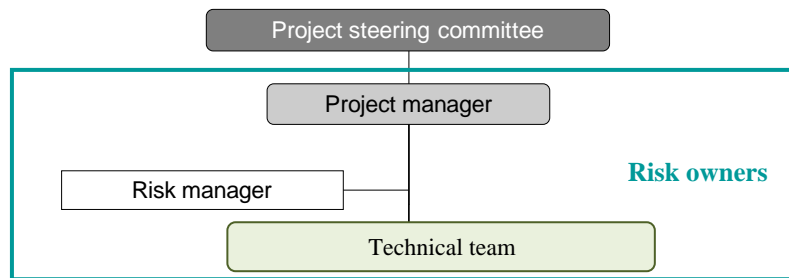 Project steering committee
Project manager
Risk owners
Risk manager
Technical team